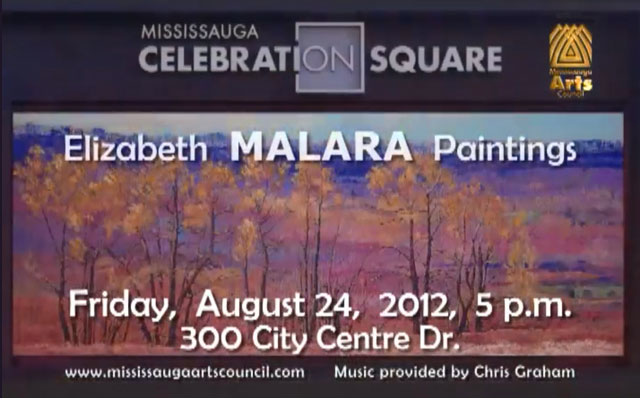 MISSISSAUGA
CELEBRATION SQUARE
Mississauga
Arts
Council
Elizabeth MALARA Paintings
Friday, August 24, 2012, 5 p.m.
300 City Centre Dr.
www.mississaugaartscouncil.com Music provided by Chris Graham